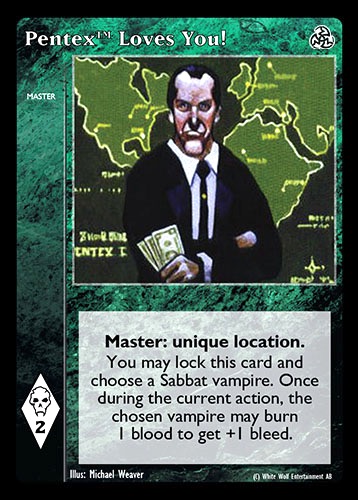 Pentex™ Loves You!
MASTER
ENTEX I
Master: unique location.
You may lock this card and
choose a Sabbat vampire. Once
during the current action, the
chosen vampire may burn
1 blood to get +1 bleed.
2
Illus: Michael Weaver
(C) White Wolf Entertainment AB